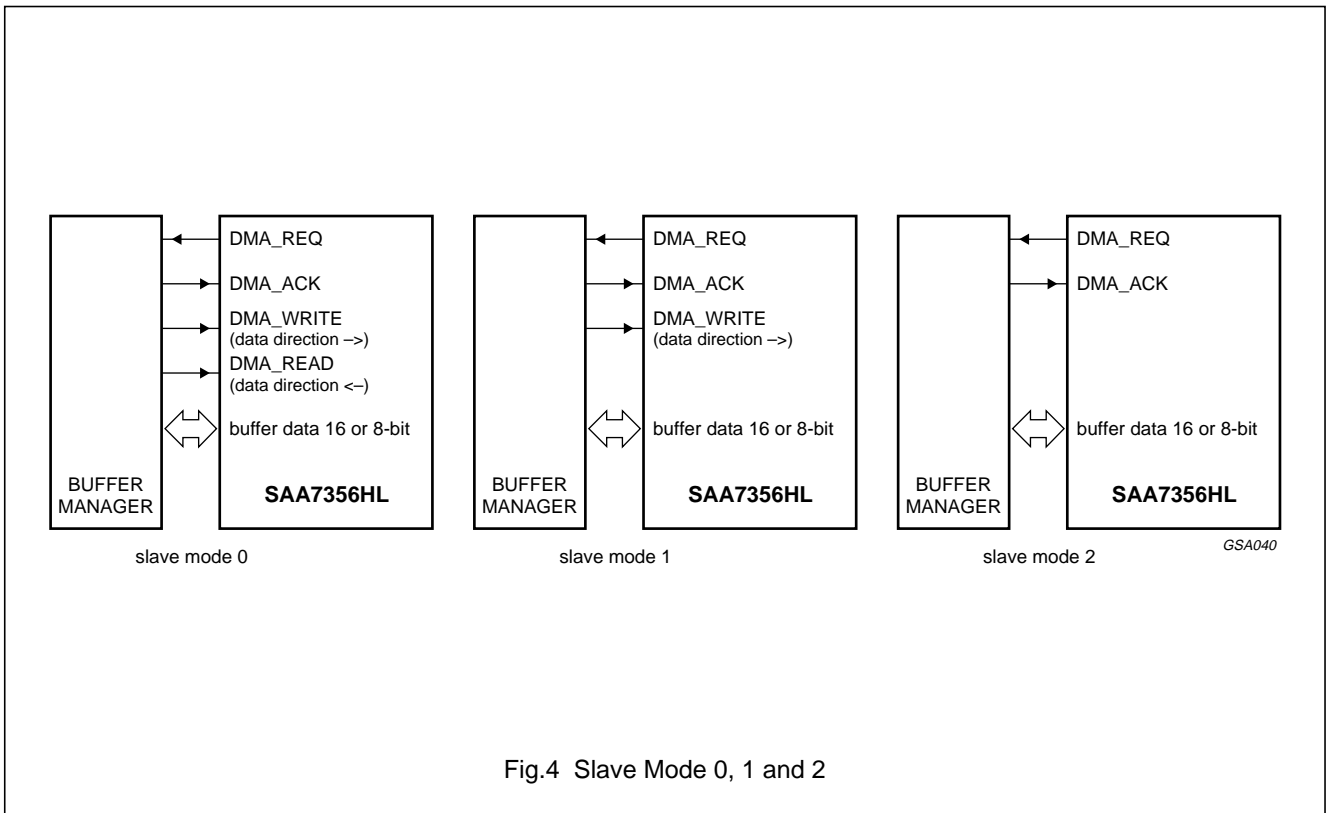 DMA_REQ
DMA_ACK
DMA_WRITE
(data direction –>)
DMA_READ
(data direction <–)
buffer data 16 or 8-bit
BUFFER
MANAGER
SAA7356HL
slave mode 0
DMA_REQ
DMA_ACK
DMA_WRITE
(data direction –>)
buffer data 16 or 8-bit
BUFFER
MANAGER
SAA7356HL
slave mode 1
DMA_REQ
DMA_ACK
buffer data 16 or 8-bit
BUFFER
MANAGER
SAA7356HL
slave mode 2
GSA040
Fig.4 Slave Mode 0, 1 and 2